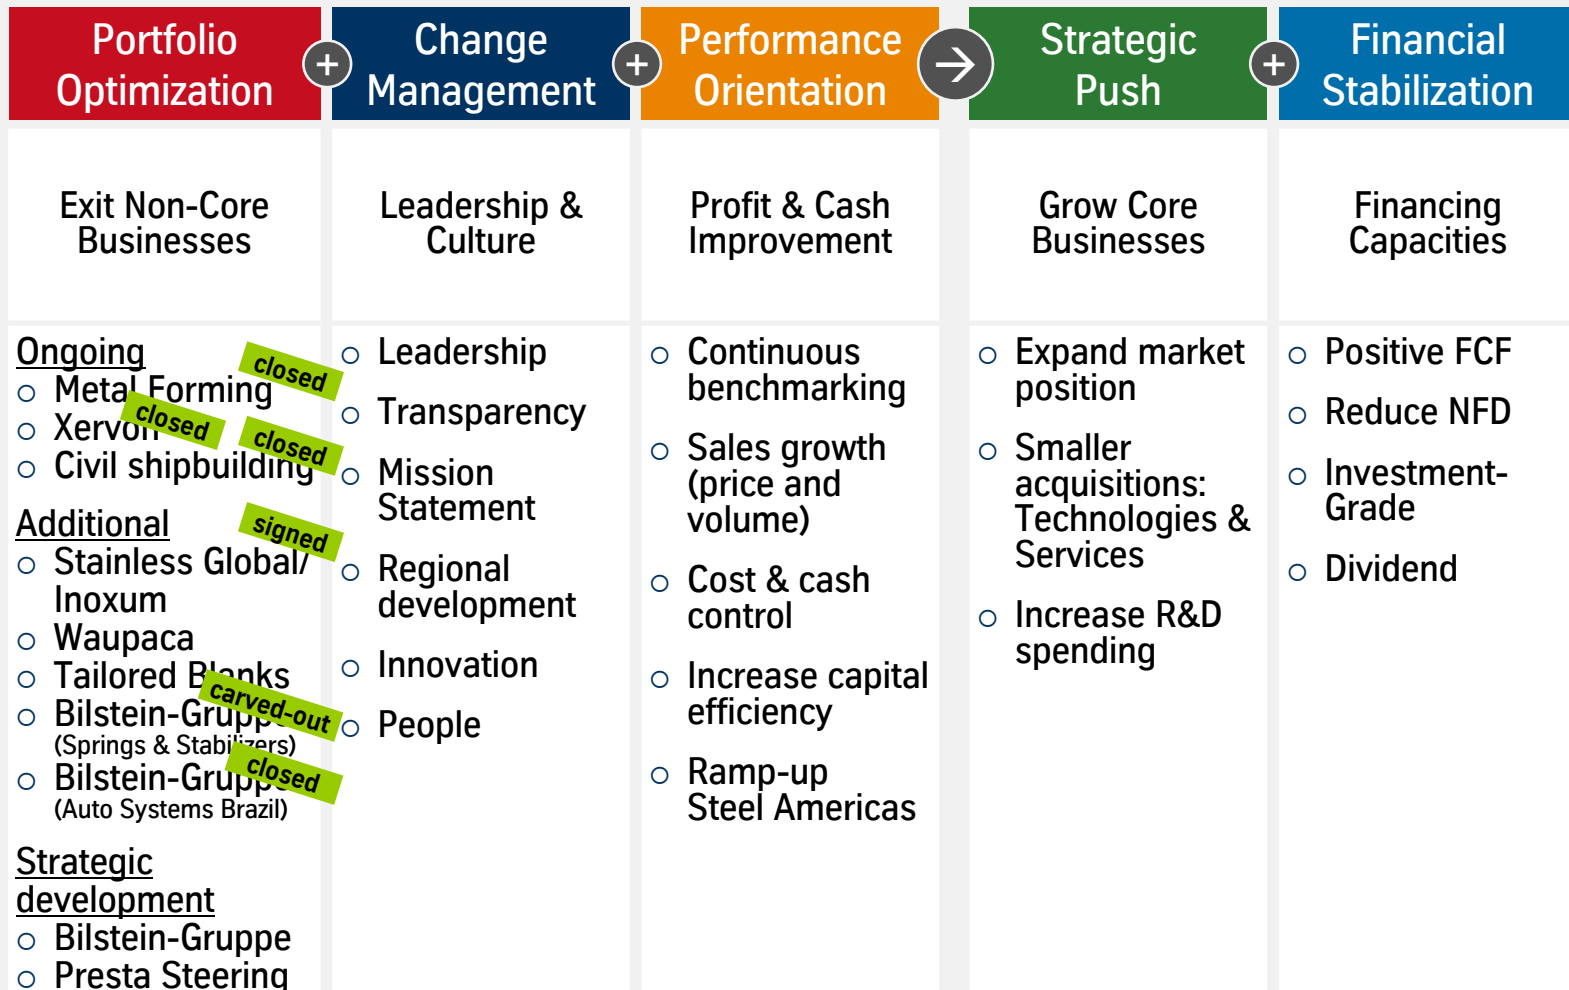 Portfolio
Optimization
+
Change
Management
+
Performance
Orientation
→
Strategic
Push
+
Financial
Stabilization
Exit Non-Core
Businesses
Leadership &
Culture
Profit & Cash
Improvement
Grow Core
Businesses
Financing
Capacities
Ongoing
closed
Metal Forming
closed
Xervon
closed
Civil shipbuilding
Additional
signed
Stainless Global/
Inoxum
Waupaca
Tailored Blanks
carved-out
Bilstein-Gruppe
(Springs & Stabilizers)
closed
Bilstein-Gruppe
(Auto Systems Brazil)
Strategic
development
Bilstein-Gruppe
Presta Steering
Leadership
Transparency
Mission
Statement
Regional
development
Innovation
People
Continuous
benchmarking
Sales growth
(price and
volume)
Cost & cash
control
Increase capital
efficiency
Ramp-up
Steel Americas
Expand market
position
Smaller
acquisitions:
Technologies &
Services
Increase R&D
spending
Positive FCF
Reduce NFD
Investment-
Grade
Dividend